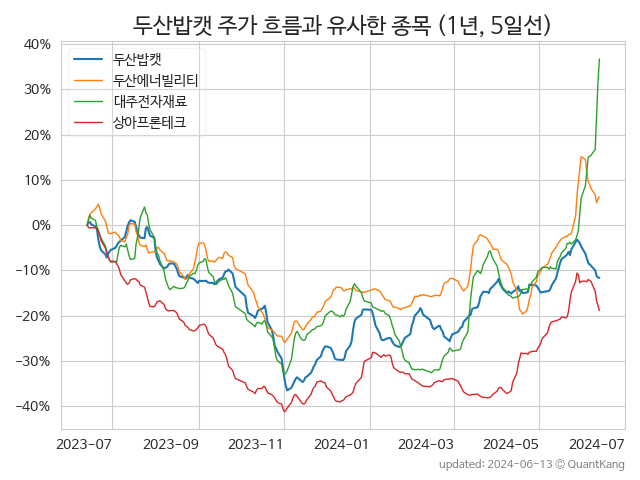 두산밥캣 주가 흐름과 유사한 종목 (1년, 5일선)
40%
30%
20%
10%
0%
−10%
−20%
−30%
−40%
두산밥캣
두산에너빌리티
대주전자재료
상아프론테크
2023-07 2023-09 2023-11 2024-01 2024-03 2024-05 2024-07
updated: 2024-06-13 © QuantKang